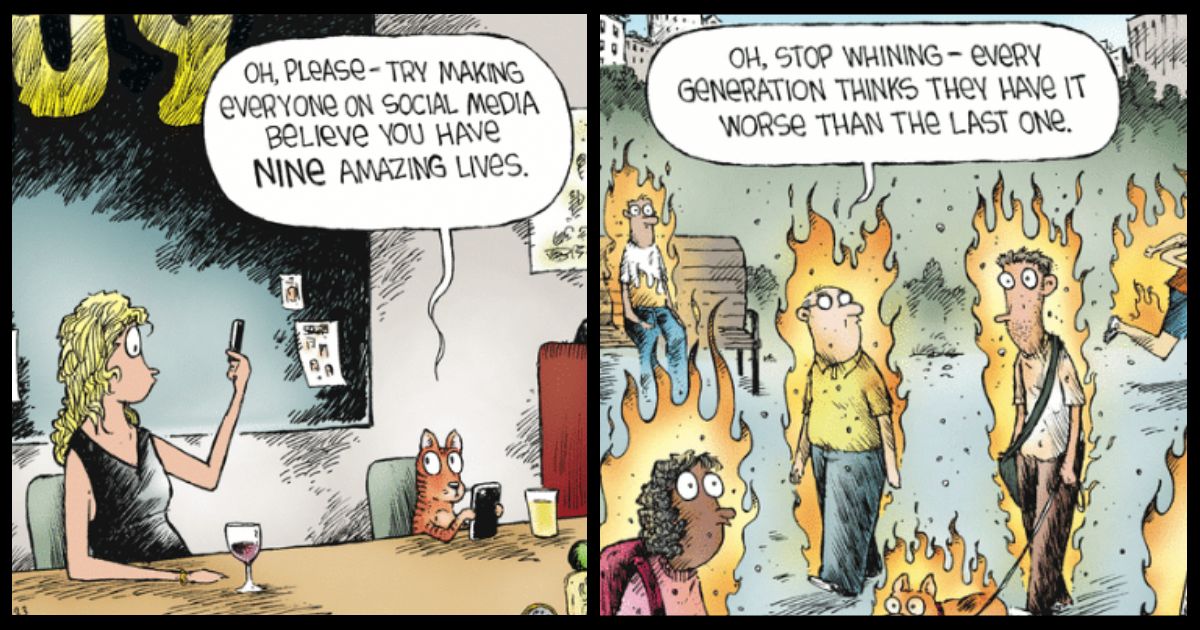 OH, PLEASE - TRY MAKING
EVERYONE ON SOCIAL MEDIA
BELIEVE YOU HAVE
NINE AMAZING LIVES.
OH, STOP WHINING - EVERY
GENERATION THINKS THEY HAVE IT
WORSE THAN THE LAST ONE.